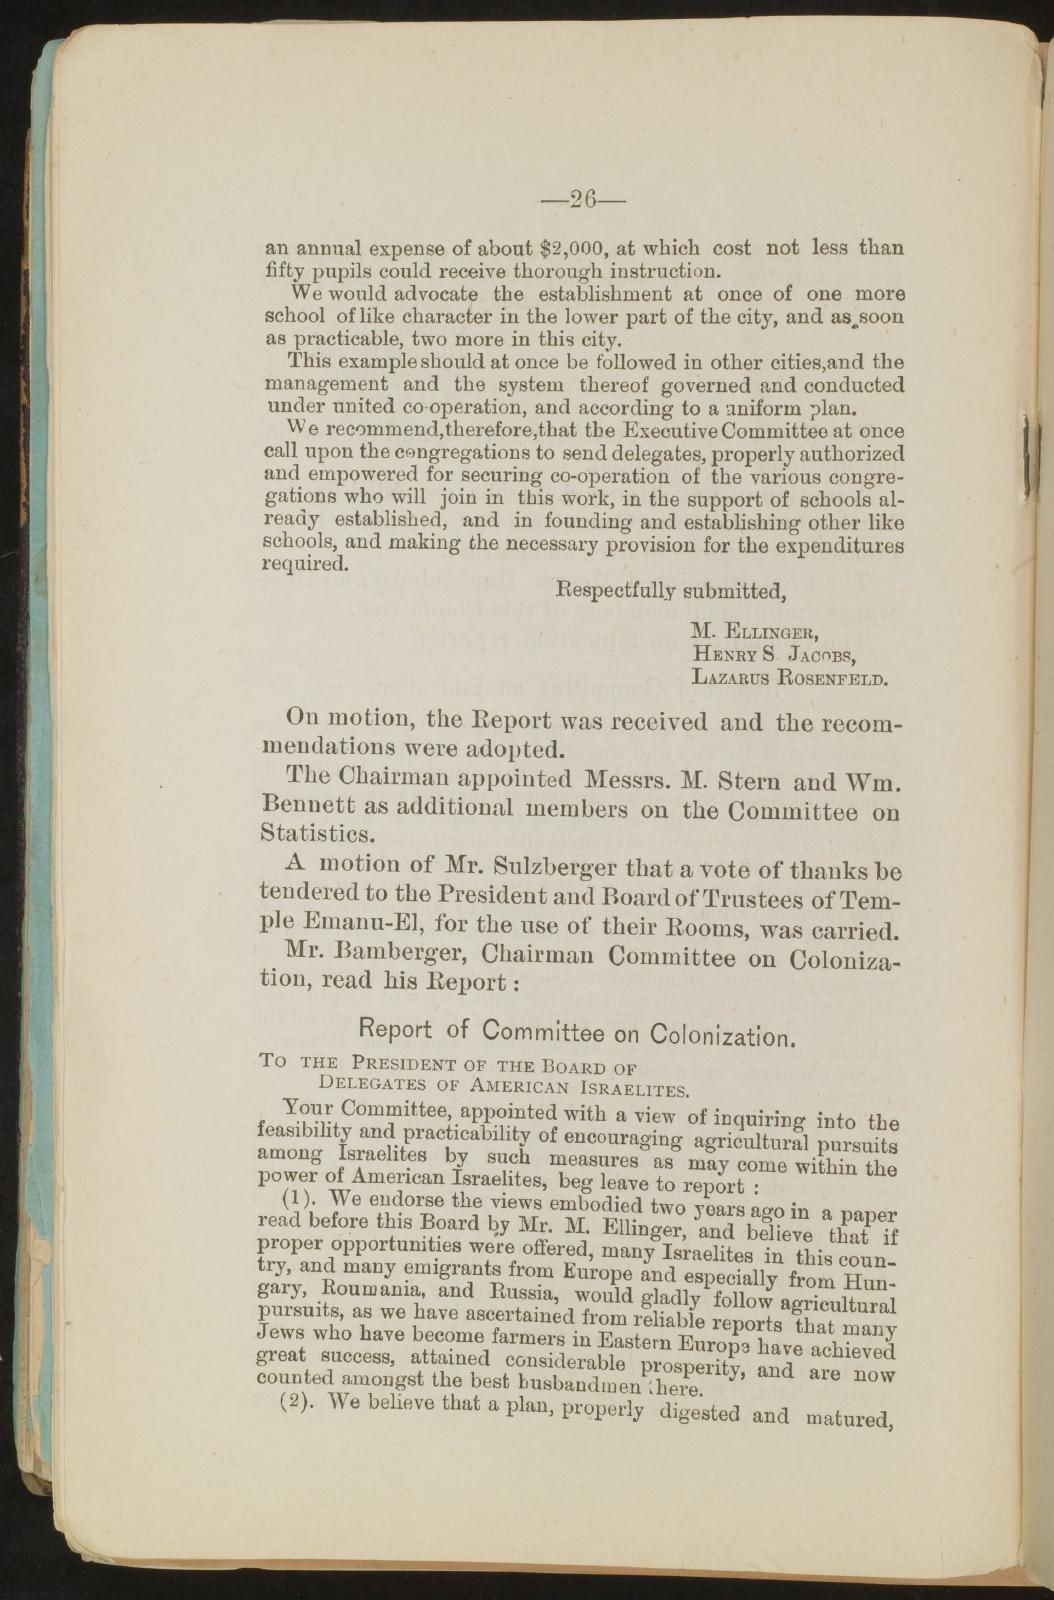 —26—
an annual expense of about $2,000, at which cost not less than
fifty pupils could receive thorough instruction.
We would advocate the establishment at once of one more
school of like character in the lower part of the city, and as soon
as practicable, two more in this city.
This example should at once be followed in other cities,and the
management and the system thereof governed and conducted
under united co-operation, and according to a uniform plan.
We recommend,therefore,that the Executive Committee at once
call upon the congregations to send delegates, properly authorized
and empowered for securing co-operation of the various congre-
gations who will join in this work, in the support of schools al-
ready established, and in founding and establishing other like
schools, and making the necessary provision for the expenditures
required.
Respectfully submitted,
M. Ellinger,
Henry S. Jacobs,
Lazarus Rosenfeld.
On motion, the Report was received and the recom-
mendations were adopted.
The Chairman appointed Messrs. M. Stern and Wm.
Bennett as additional members on the Committee on
Statistics.
A motion of Mr. Sulzberger that a vote of thanks be
tendered to the President and Board of Trustees of Tem-
ple Emanu-El, for the use of their Rooms, was carried.
Mr. Bamberger, Chairman Committee on Coloniza-
tion, read his Report :
Report of Committee on Colonization.
To the President of the Board of
Delegates of American Israelites.
Your Committee, appointed with a view of inquiring into the
feasibility and practicability of encouraging agricultural pursuits
among Israelites by such measures as may come within the
power of American Israelites, beg leave to report :
(1). We endorse the views embodied two years ago in a paper
read before this Board by Mr. M. Ellinger, and believe that if
proper opportunities were offered, many Israelites in this coun-
try, and many emigrants from Europe and especially from Hun-
gary, Roumania, and Russia, would gladly follow agricultural
pursuits, as we have ascertained from reliable reports that many
Jews who have become farmers in Eastern Europe have achieved
great success, attained considerable prosperity, and are now
counted amongst the best husbandmen there.
(2). We believe that a plan, properly digested and matured,